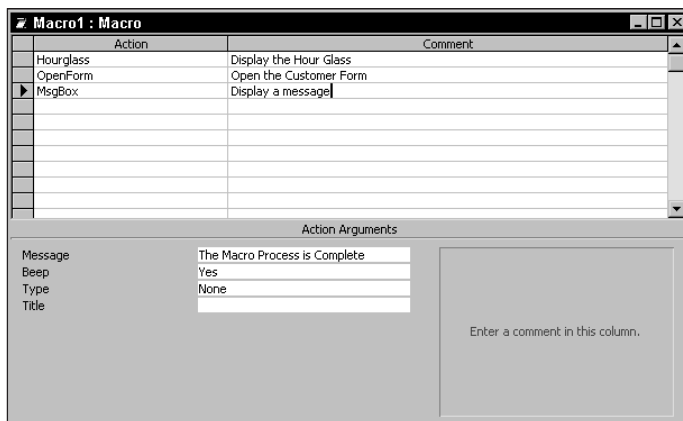 Macro1 : Macro
Action Comment
Hourglass Display the Hour Glass
OpenForm Open the Customer Form
MsgBox Display a message
Action Arguments
Message The Macro Process is Complete
Beep Yes
Type None
Title
Enter a comment in this column.